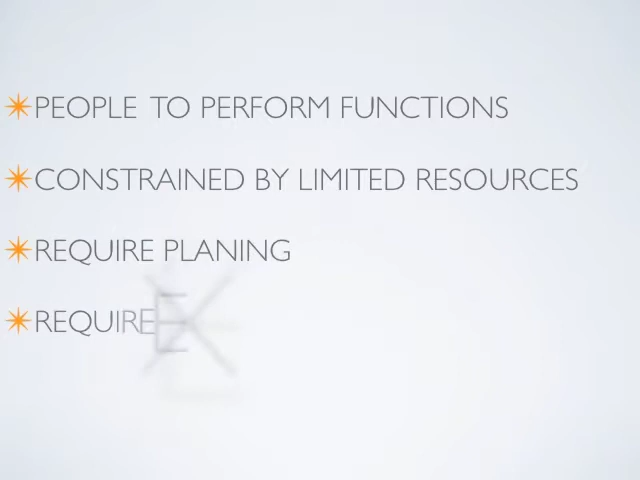 PEOPLE TO PERFORM FUNCTIONS
CONSTRAINED BY LIMITED RESOURCES
REQUIRE PLANING
REQUIRE